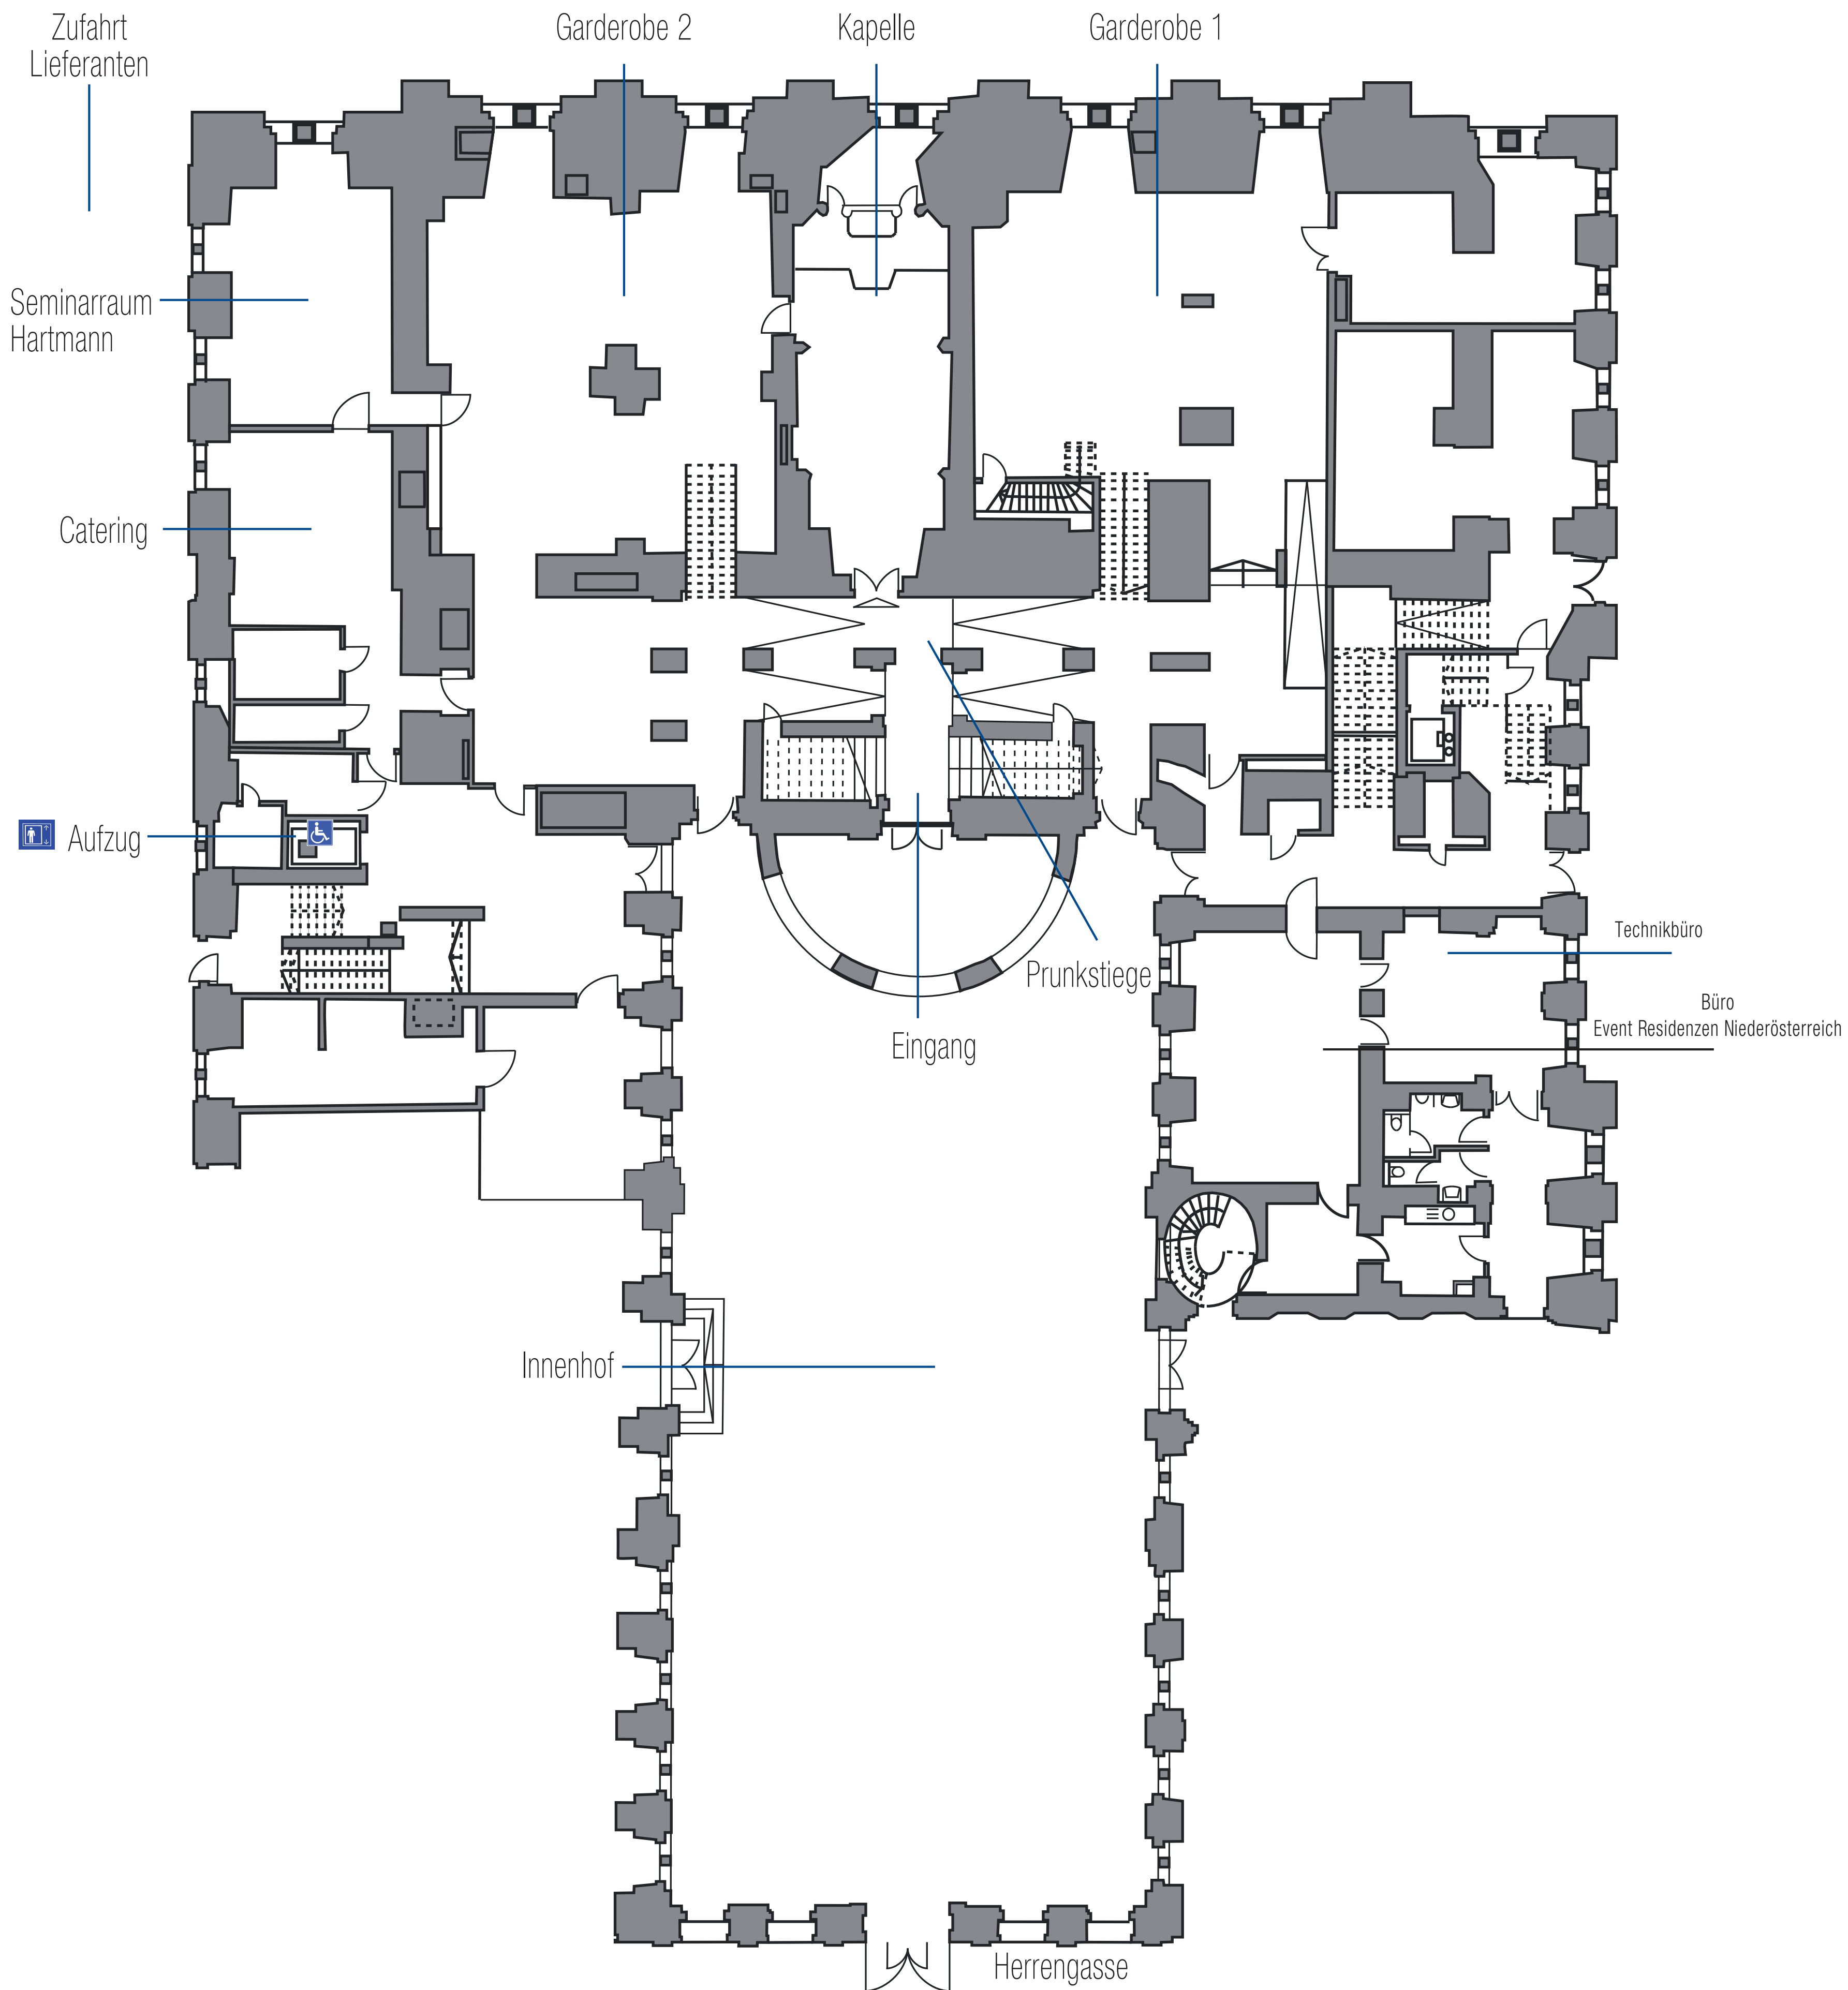 Zufahrt
Lieferanten
Garderobe 2
Kapelle
Garderobe 1
Seminarraum
Hartmann
Catering
Aufzug
Technikbüro
Prunkstiege
Büro
Event Residenzen Niederösterreich
Eingang
Innenhof
Herrengasse